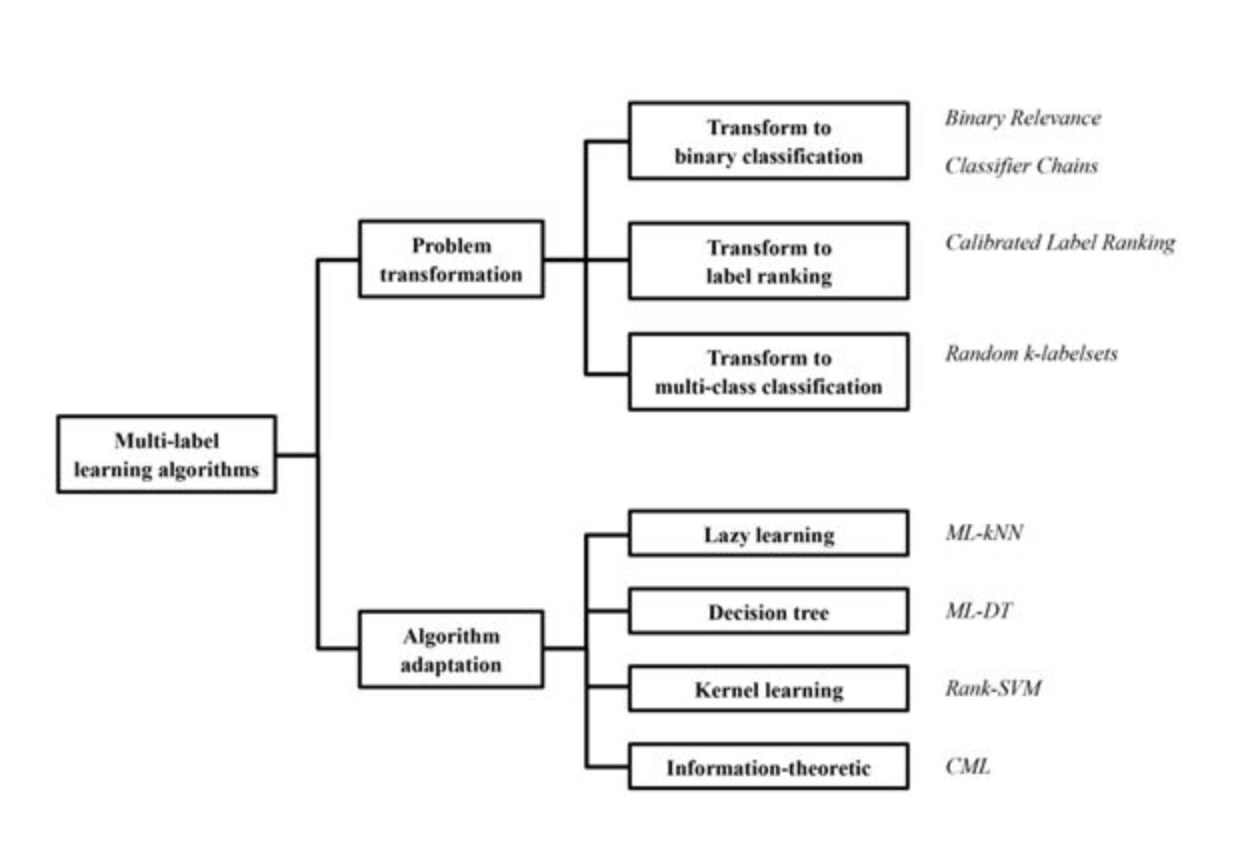 Transform to
binary classification
Binary Relevance
Classifier Chains
Problem
transformation
Transform to
label ranking
Calibrated Label Ranking
Transform to
multi-class classification
Random k-labelsets
Multi-label
learning algorithms
Lazy learning
ML-kNN
Decision tree
ML-DT
Algorithm
adaptation
Kernel learning
Rank-SVM
Information-theoretic
CML